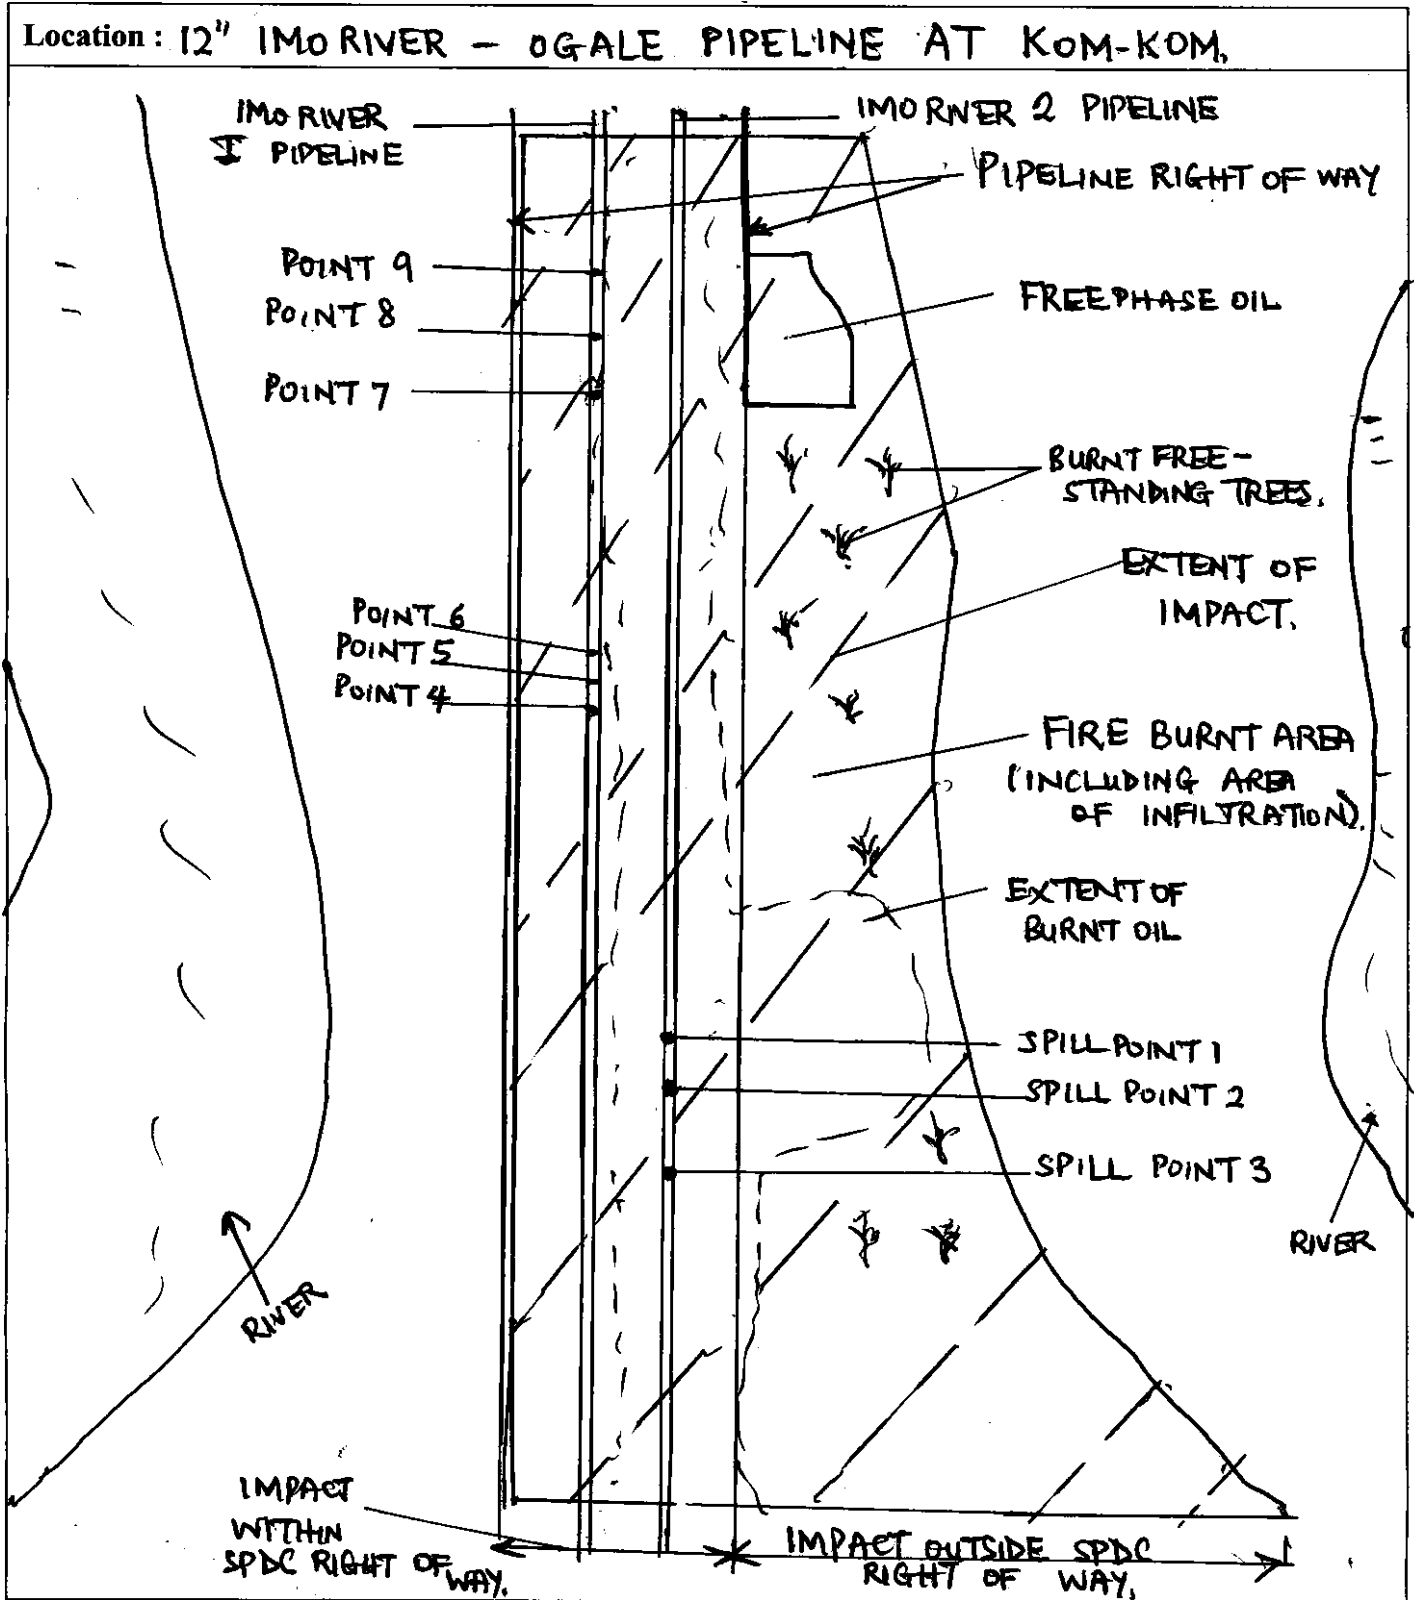 Location : 12" IMO RIVER – OGALE PIPELINE AT KOM-KOM.
IMO RIVER
I PIPELINE
IMO RIVER 2 PIPELINE
PIPELINE RIGHT OF WAY
POINT 9
POINT 8
POINT 7
FREE PHASE OIL
BURNT FREE-
STANDING TREES.
EXTENT OF
IMPACT.
POINT 6
POINT 5
POINT 4
FIRE BURNT AREA
(INCLUDING AREA
OF INFILTRATION).
EXTENT OF
BURNT OIL
SPILL POINT 1
SPILL POINT 2
SPILL POINT 3
RIVER
RIVER
IMPACT
WITHIN
SPDC RIGHT OF WAY.
IMPACT OUTSIDE SPDC
RIGHT OF WAY.